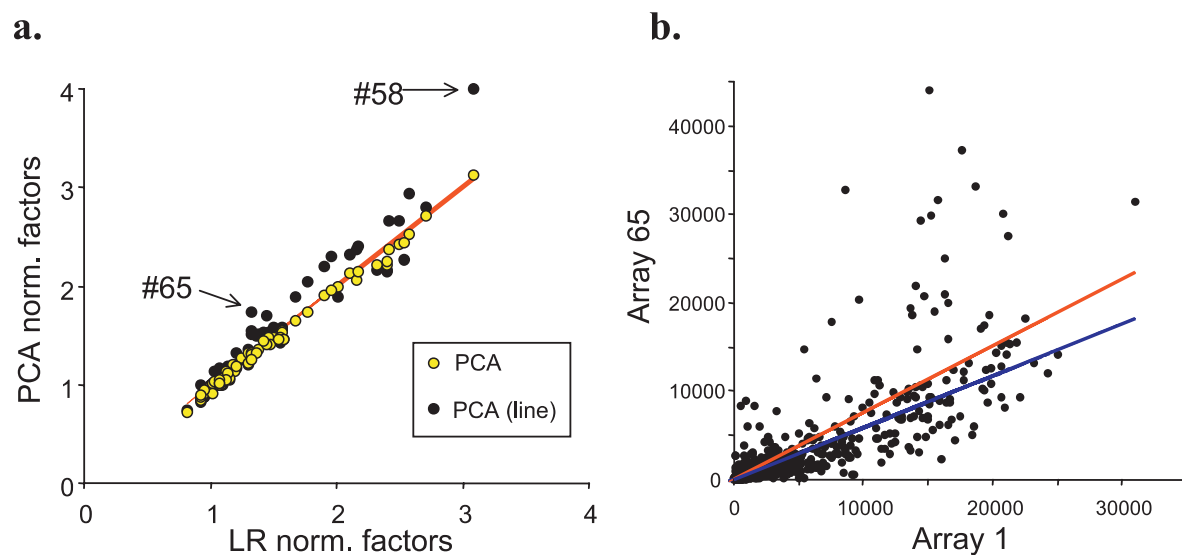 a.
4
3
2
1
0
0
1
2
3
4
PCA norm. factors
LR norm. factors
#58
#65
PCA
PCA (line)
b.
40000
30000
20000
10000
0
0
10000
20000
30000
Array 65
Array 1